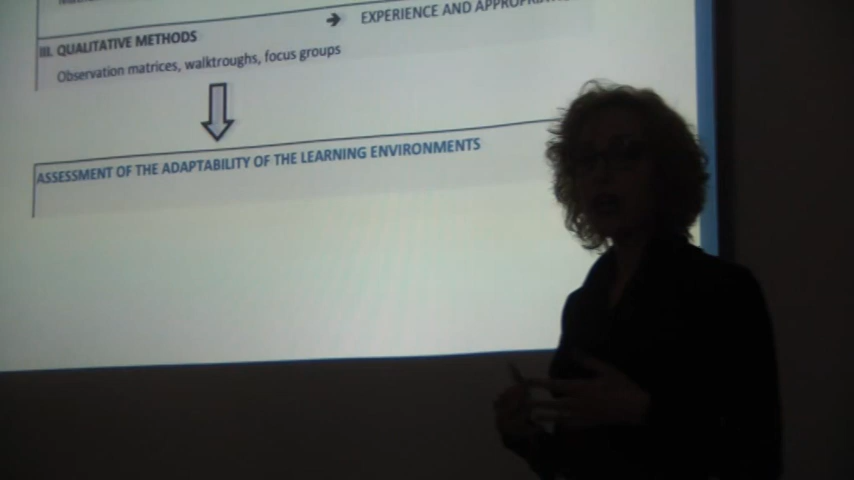 → EXPERIENCE AND
III. QUALITATIVE METHODS
Observation matrices, walktroughs, focus groups
ASSESSMENT OF THE ADAPTABILITY OF THE LEARNING ENVIRONMENTS